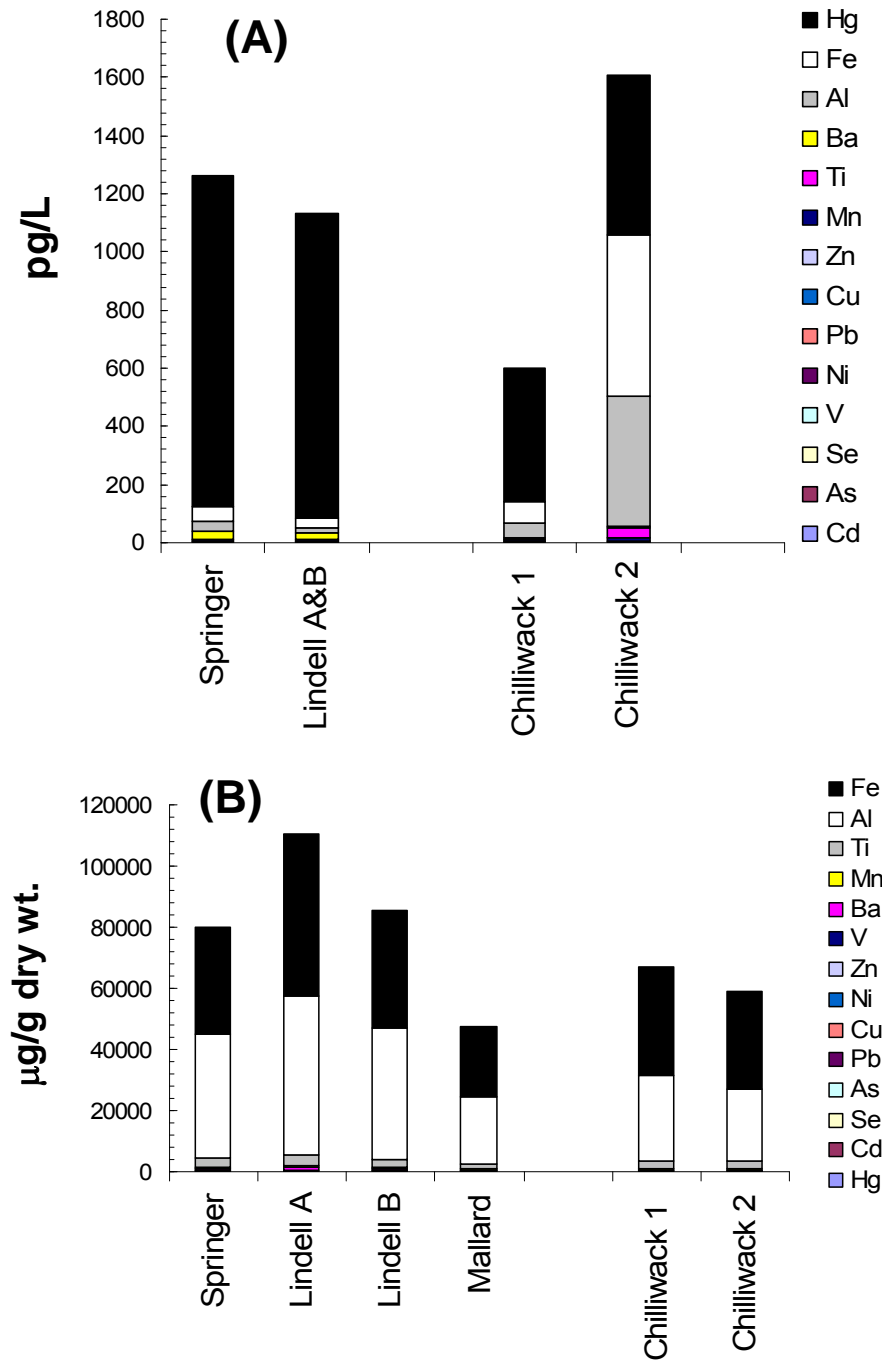 (A)
pg/L
1800
1600
1400
1200
1000
800
600
400
200
0
Springer
Lindell A&B
Chilliwack 1
Chilliwack 2
Hg
Fe
Al
Ba
Ti
Mn
Zn
Cu
Pb
Ni
V
Se
As
Cd
(B)
µg/g dry wt.
120000
100000
80000
60000
40000
20000
0
Springer
Lindell A
Lindell B
Mallard
Chilliwack 1
Chilliwack 2
Fe
Al
Ti
Mn
Ba
V
Zn
Ni
Cu
Pb
As
Se
Cd
Hg